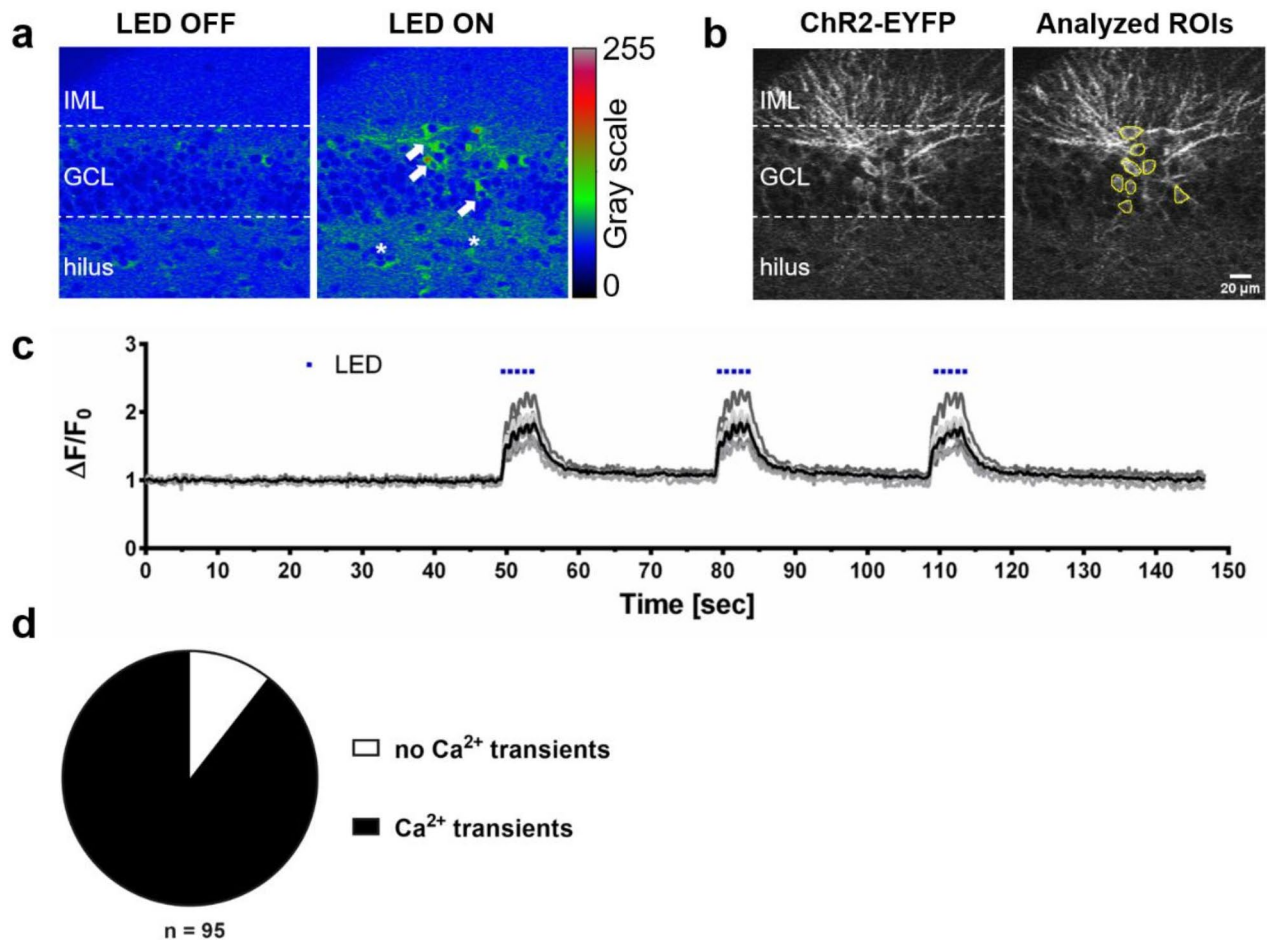 a
LED OFF
LED ON
IML
GCL
hilus
*
*
255
Gray scale
0
b
ChR2-EYFP
Analyzed ROIs
IML
GCL
hilus
20 µm
c
3
2
1
0
ΔF/F₀
LED
0 10 20 30 40 50 60 70 80 90 100 110 120 130 140 150
Time [sec]
d
no Ca²⁺ transients
Ca²⁺ transients
n = 95